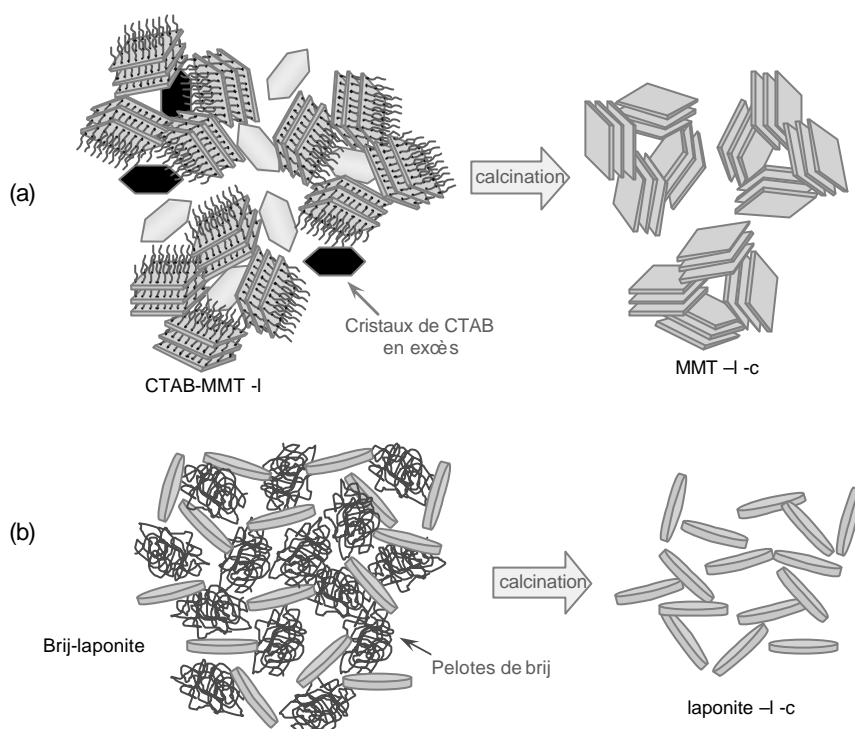 (a)
calcination
Cristaux de CTAB
en excès
CTAB-MMT -l
MMT –l -c
(b)
calcination
Brij-laponite
Pelotes de brij
laponite –l -c